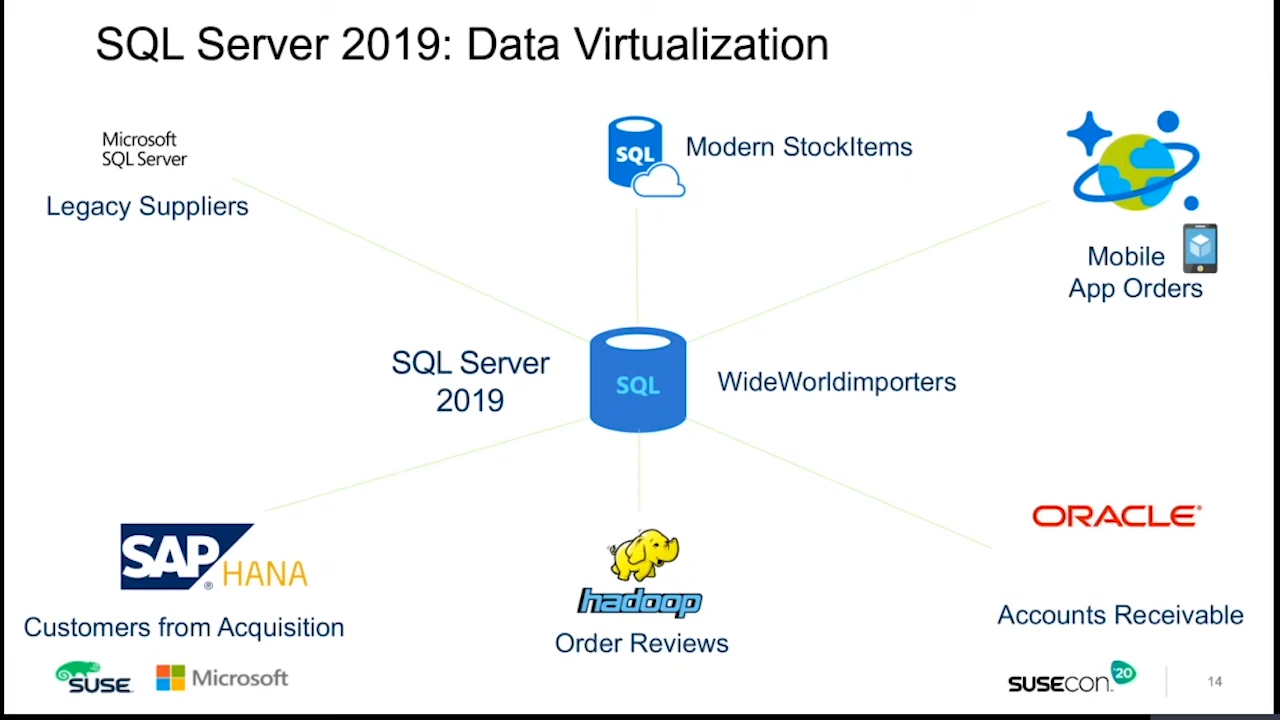 SQL Server 2019: Data Virtualization
Microsoft
SQL Server
Legacy Suppliers
SQL
Modern StockItems
Mobile
App Orders
SQL Server
2019
SQL
WideWorldimporters
SAP®
HANA
Customers from Acquisition
hadoop
Order Reviews
ORACLE®
Accounts Receivable
SUSE
Microsoft
SUSECON.
'20
14